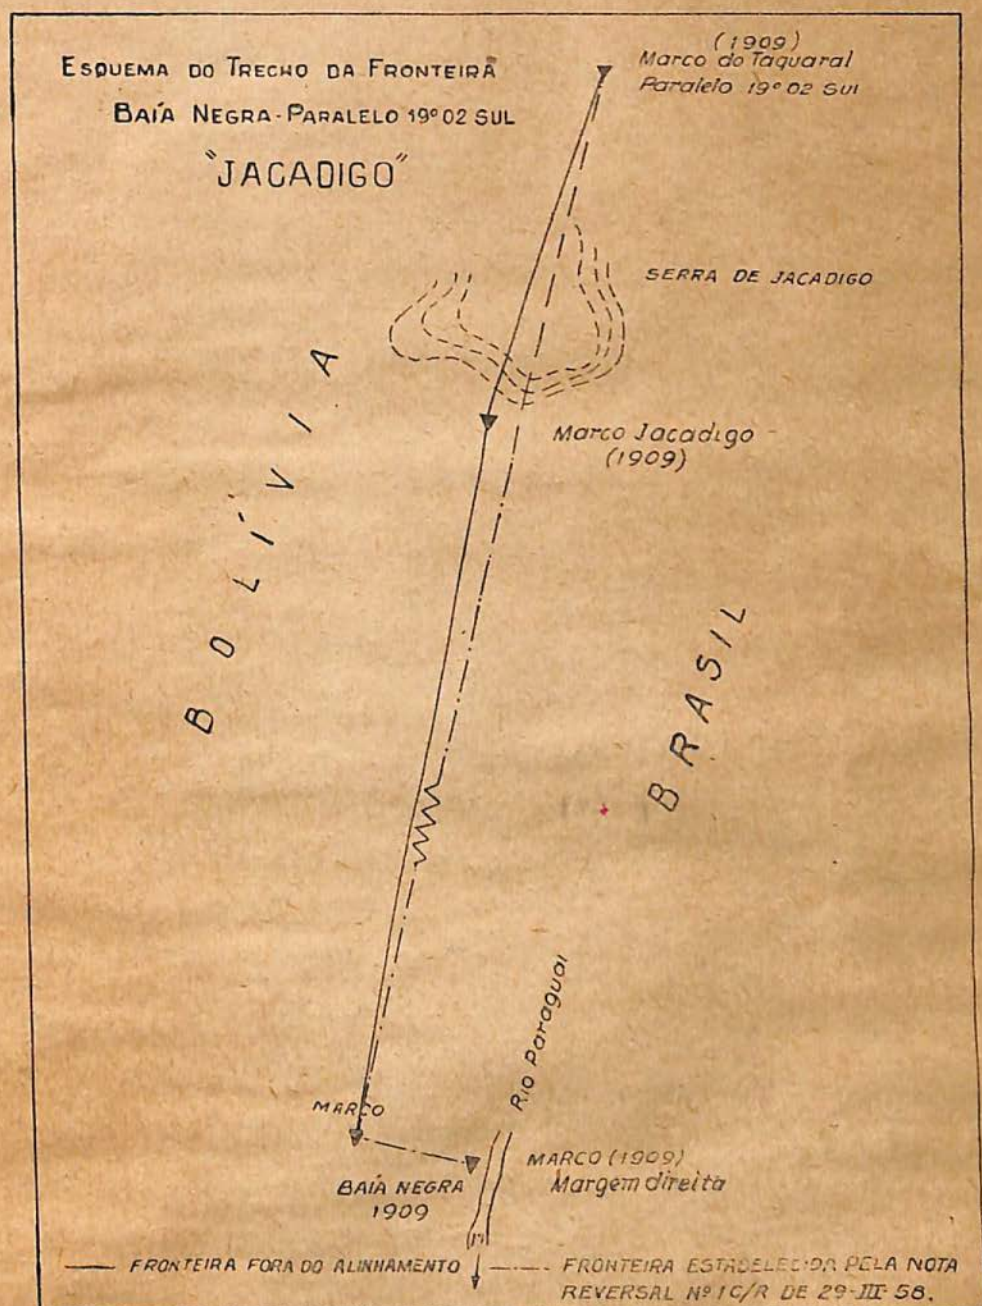 ESQUEMA DO TRECHO DA FRONTEIRA
BAÍA NEGRA-PARALELO 19° 02 SUL
"JACADIGO"
(1909)
Marco do Taquaral
Paralelo 19° 02 Sul
SERRA DE JACADIGO
Marco Jacadigo
(1909)
BOLÍVIA
BRASIL
Rio Paraguai
MARCO
BAÍA NEGRA
1909
MARCO (1909)
Margem direita
FRONTEIRA FORA DO ALINHAMENTO
FRONTEIRA ESTABELECIDA PELA NOTA
REVERSAL Nº 1C/R DE 29-III-58.